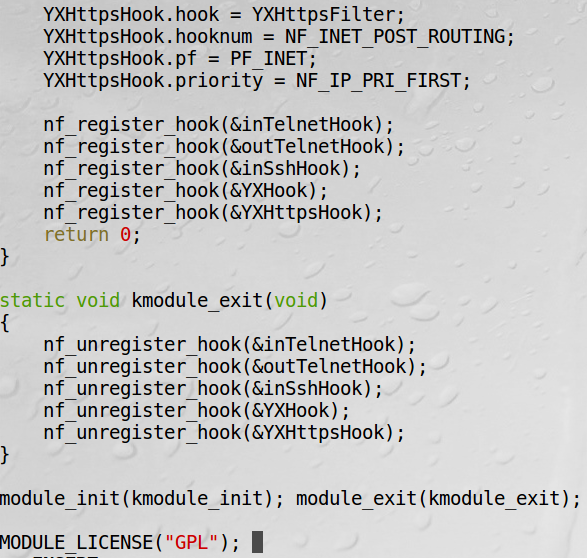 YXHttpsHook.hook = YXHttpsFilter;
YXHttpsHook.hooknum = NF_INET_POST_ROUTING;
YXHttpsHook.pf = PF_INET;
YXHttpsHook.priority = NF_IP_PRI_FIRST;
nf_register_hook(&inTelnetHook);
nf_register_hook(&outTelnetHook);
nf_register_hook(&inSshHook);
nf_register_hook(&YXHook);
nf_register_hook(&YXHttpsHook);
return 0;
}
static void kmodule_exit(void)
{
nf_unregister_hook(&inTelnetHook);
nf_unregister_hook(&outTelnetHook);
nf_unregister_hook(&inSshHook);
nf_unregister_hook(&YXHook);
nf_unregister_hook(&YXHttpsHook);
}
module_init(kmodule_init); module_exit(kmodule_exit);
MODULE_LICENSE("GPL");